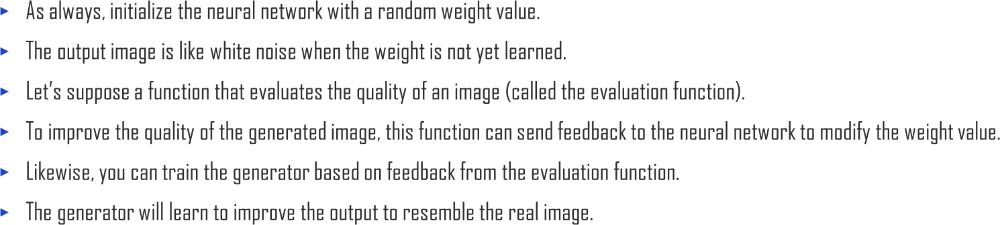 ► As always, initialize the neural network with a random weight value.
► The output image is like white noise when the weight is not yet learned.
► Let's suppose a function that evaluates the quality of an image (called the evaluation function).
► To improve the quality of the generated image, this function can send feedback to the neural network to modify the weight value.
► Likewise, you can train the generator based on feedback from the evaluation function.
► The generator will learn to improve the output to resemble the real image.